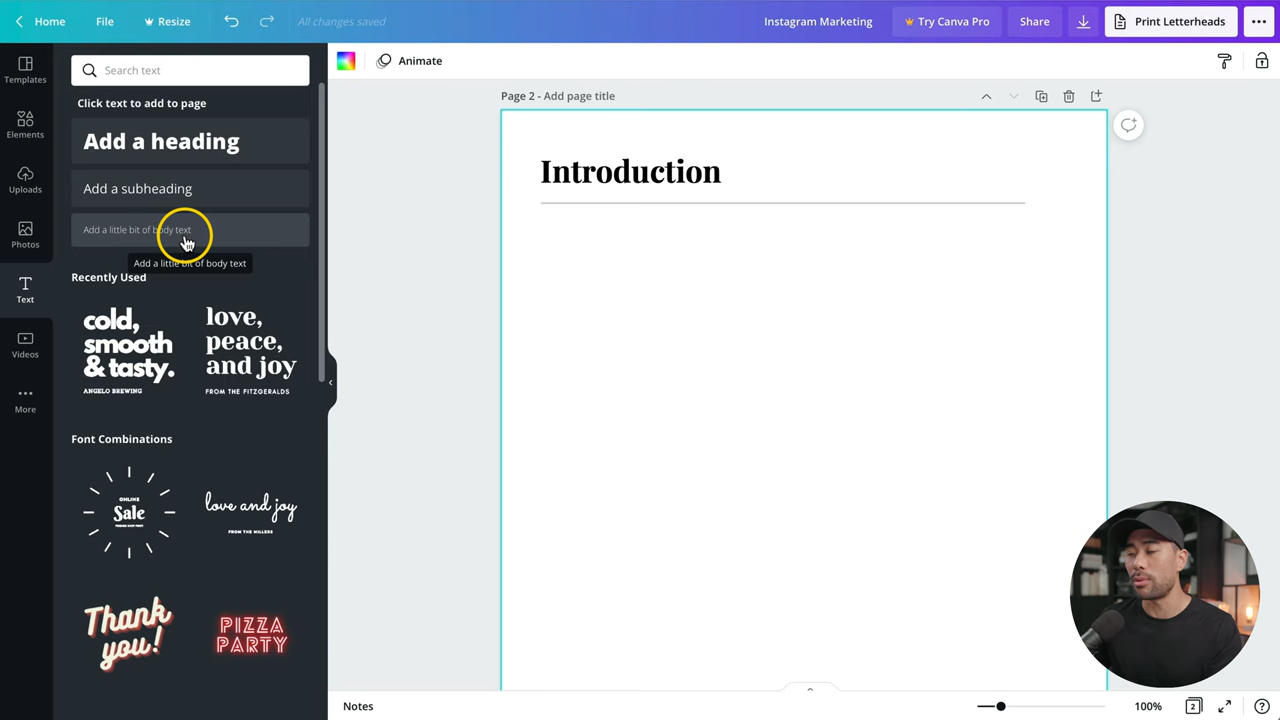 Home
File
Resize
All changes saved
Instagram Marketing
Try Canva Pro
Share
Print Letterheads
Templates
Elements
Uploads
Photos
Text
Videos
More
Search text
Click text to add to page
Add a heading
Add a subheading
Add a little bit of body text
Add a little bit of body text
Recently Used
cold,
smooth
& tasty.
ANGELO BREWING
love,
peace,
and joy
FROM THE FITZGERALDS
Font Combinations
ONLINE
Sale
love and joy
FROM THE MILLERS
Thank
you!
PIZZA
PARTY
Animate
Page 2 - Add page title
Introduction
Notes
100%
2